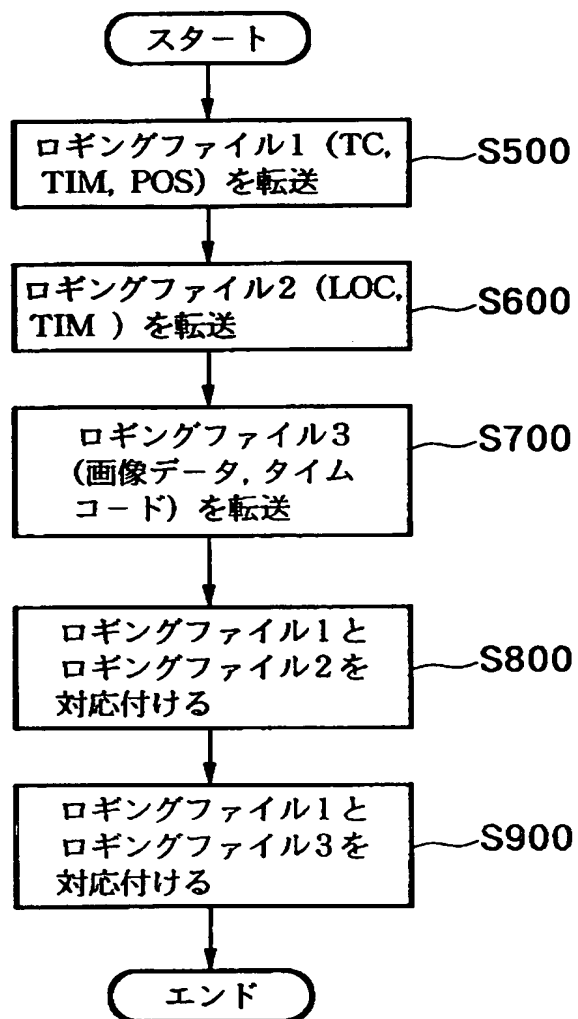 スタート
ロギングファイル1 (TC,
TIM, POS) を転送
S500
ロギングファイル2 (LOC,
TIM ) を転送
S600
ロギングファイル3
(画像データ, タイム
コード) を転送
S700
ロギングファイル1と
ロギングファイル2を
対応付ける
S800
ロギングファイル1と
ロギングファイル3を
対応付ける
S900
エンド